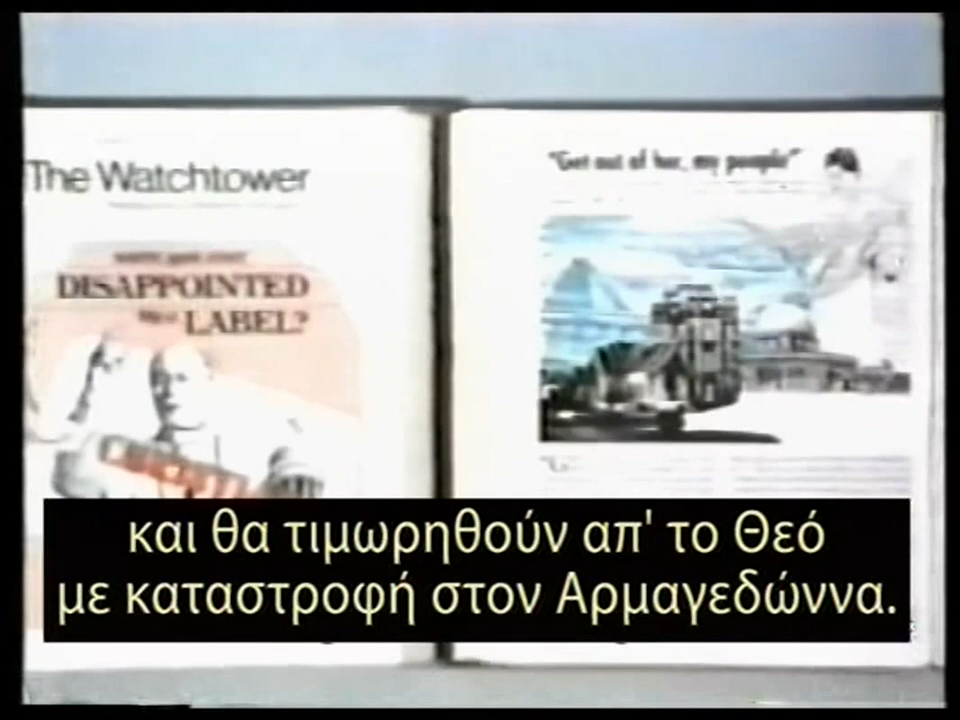 The Watchtower
DISAPPOINTED
LABEL?
"Get out of her, my people"
και θα τιμωρηθούν απ' το Θεό
με καταστροφή στον Αρμαγεδώννα.